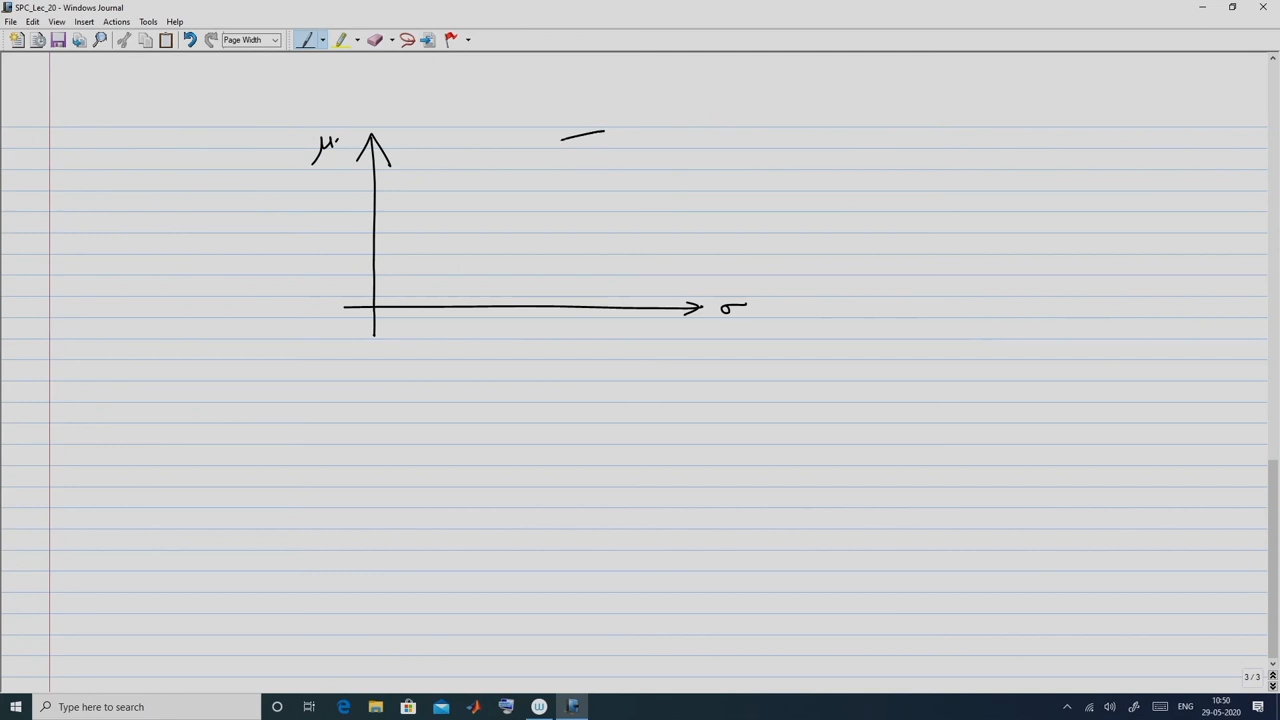 SPC_Lec_20 - Windows Journal
File Edit View Insert Actions Tools Help
Page Width
μ
σ
3 / 3
Type here to search
ENG
10:50
29-05-2020